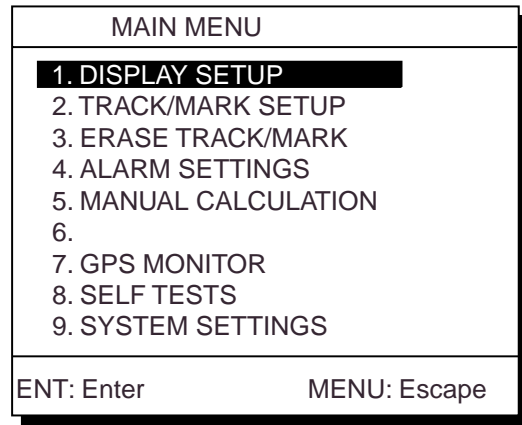 MAIN MENU
1. DISPLAY SETUP
2. TRACK/MARK SETUP
3. ERASE TRACK/MARK
4. ALARM SETTINGS
5. MANUAL CALCULATION
6.
7. GPS MONITOR
8. SELF TESTS
9. SYSTEM SETTINGS
ENT: Enter MENU: Escape